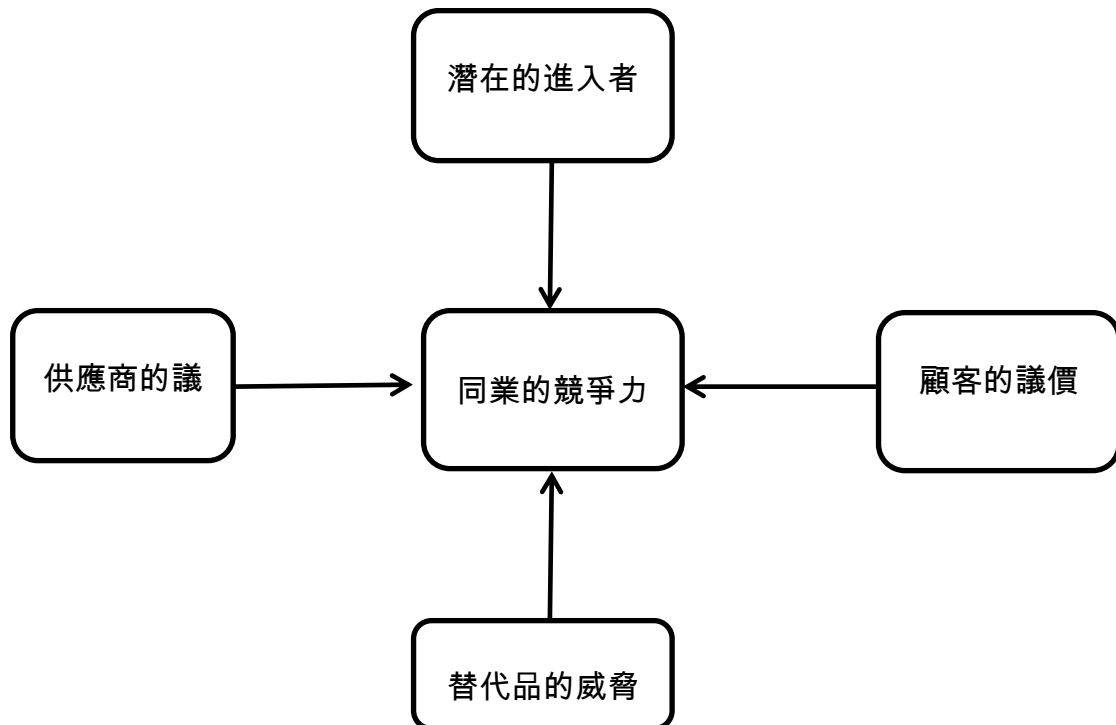 潛在的進入者
供應商的議
同業的競爭力
顧客的議價
替代品的威脅